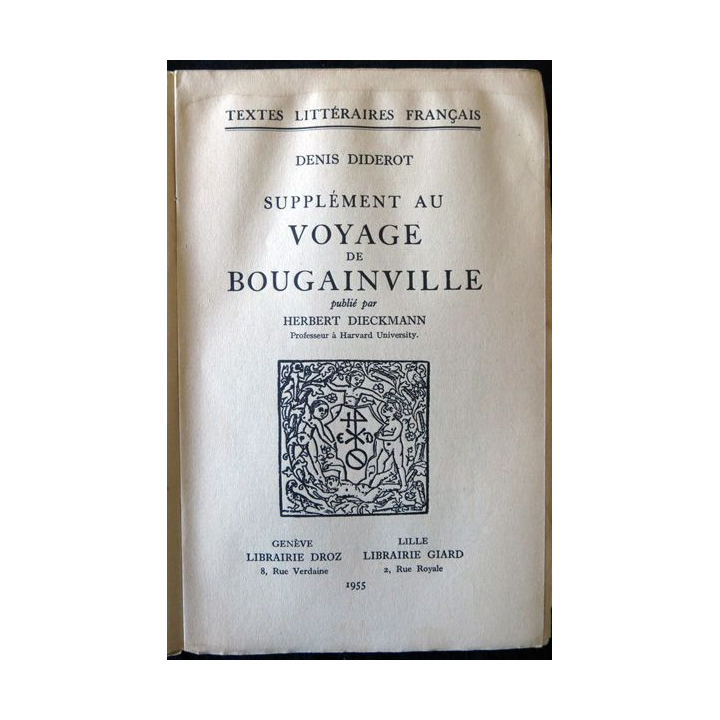 TEXTES LITTÉRAIRES FRANÇAIS
DENIS DIDEROT
SUPPLÉMENT AU
VOYAGE
DE
BOUGAINVILLE
publié par
HERBERT DIECKMANN
Professeur à Harvard University.
E D
GENÈVE
LIBRAIRIE DROZ
8, Rue Verdaine
LILLE
LIBRAIRIE GIARD
2, Rue Royale
1955